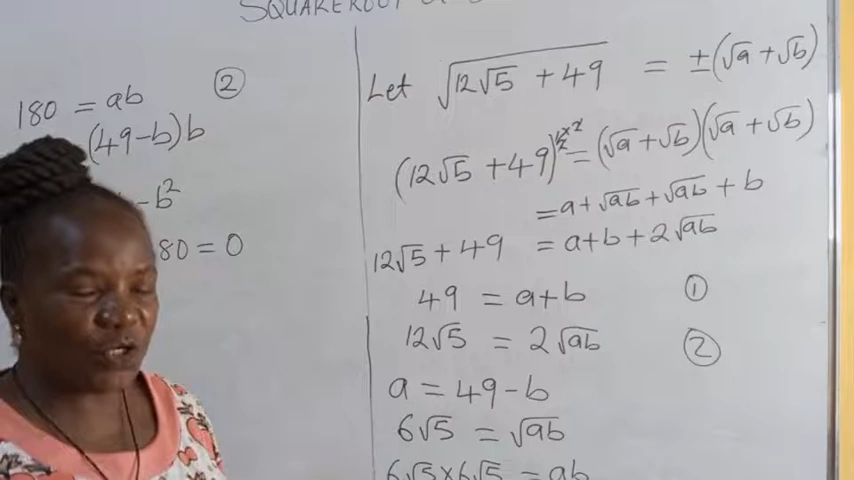 SQUAREROOT
180 = ab ②
(49-b)b
-b²
80 = 0
Let √(12√5 + 49) = ±(√a + √b)
(12√5 + 49)^(½×2) = (√a + √b)(√a + √b)
= a + √ab + √ab + b
12√5 + 49 = a + b + 2√ab
49 = a + b ①
12√5 = 2√ab ②
a = 49 - b
6√5 = √ab
6√5 × 6√5 = ab